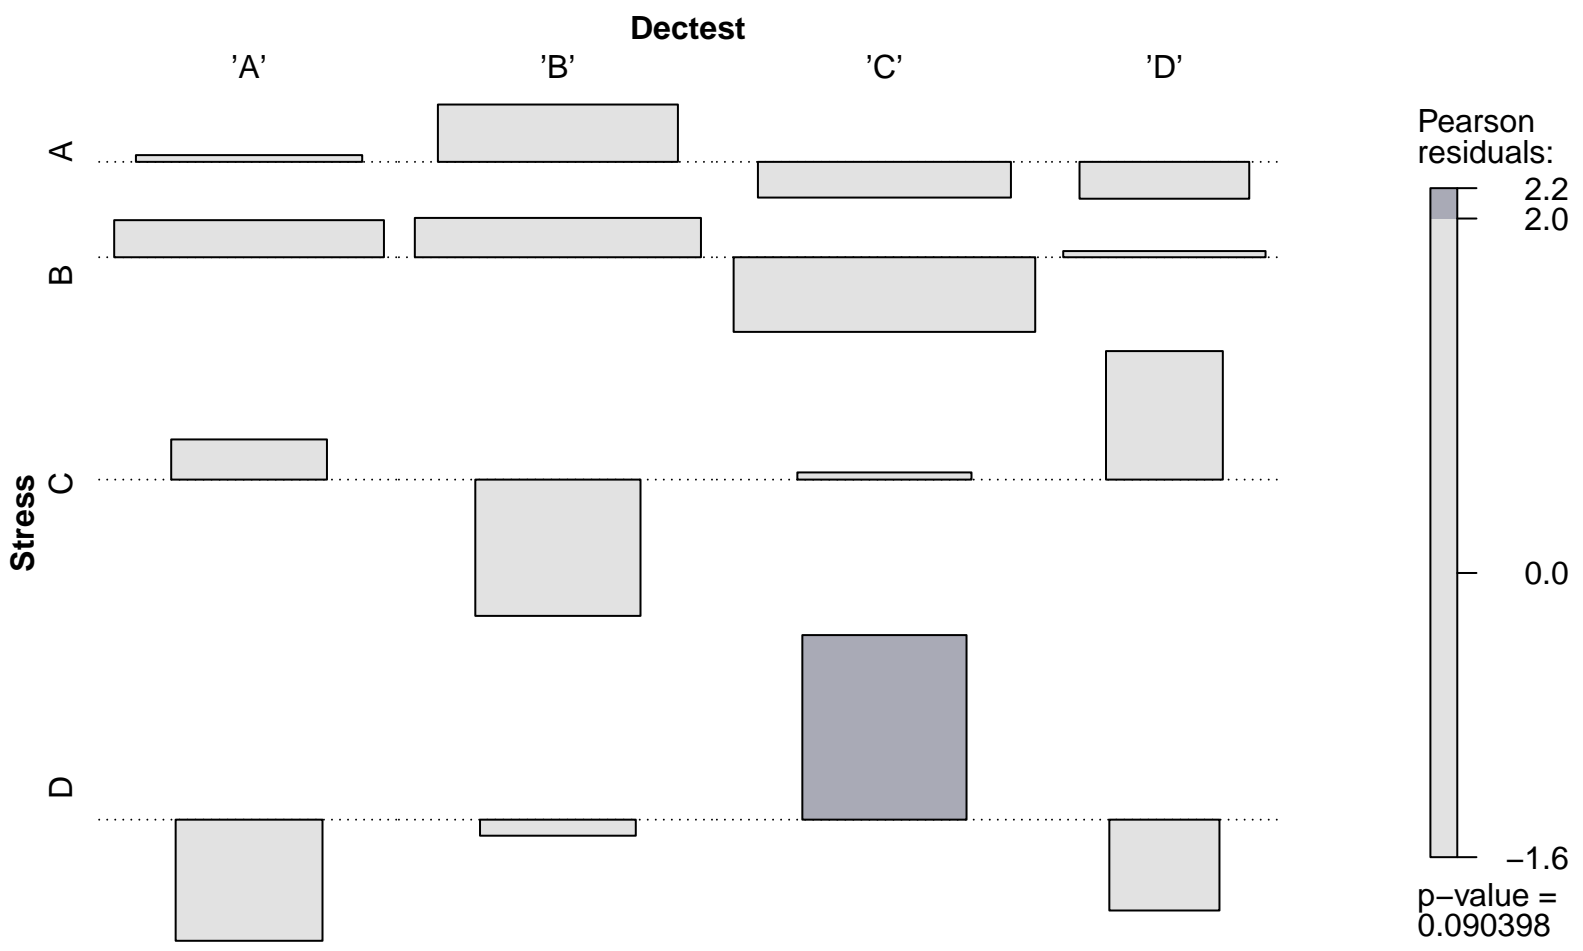 Dectest
’A’ ’B’ ’C’ ’D’
A
B
C
D
Stress
Pearson
residuals:
2.2
2.0
0.0
−1.6
p−value =
0.090398